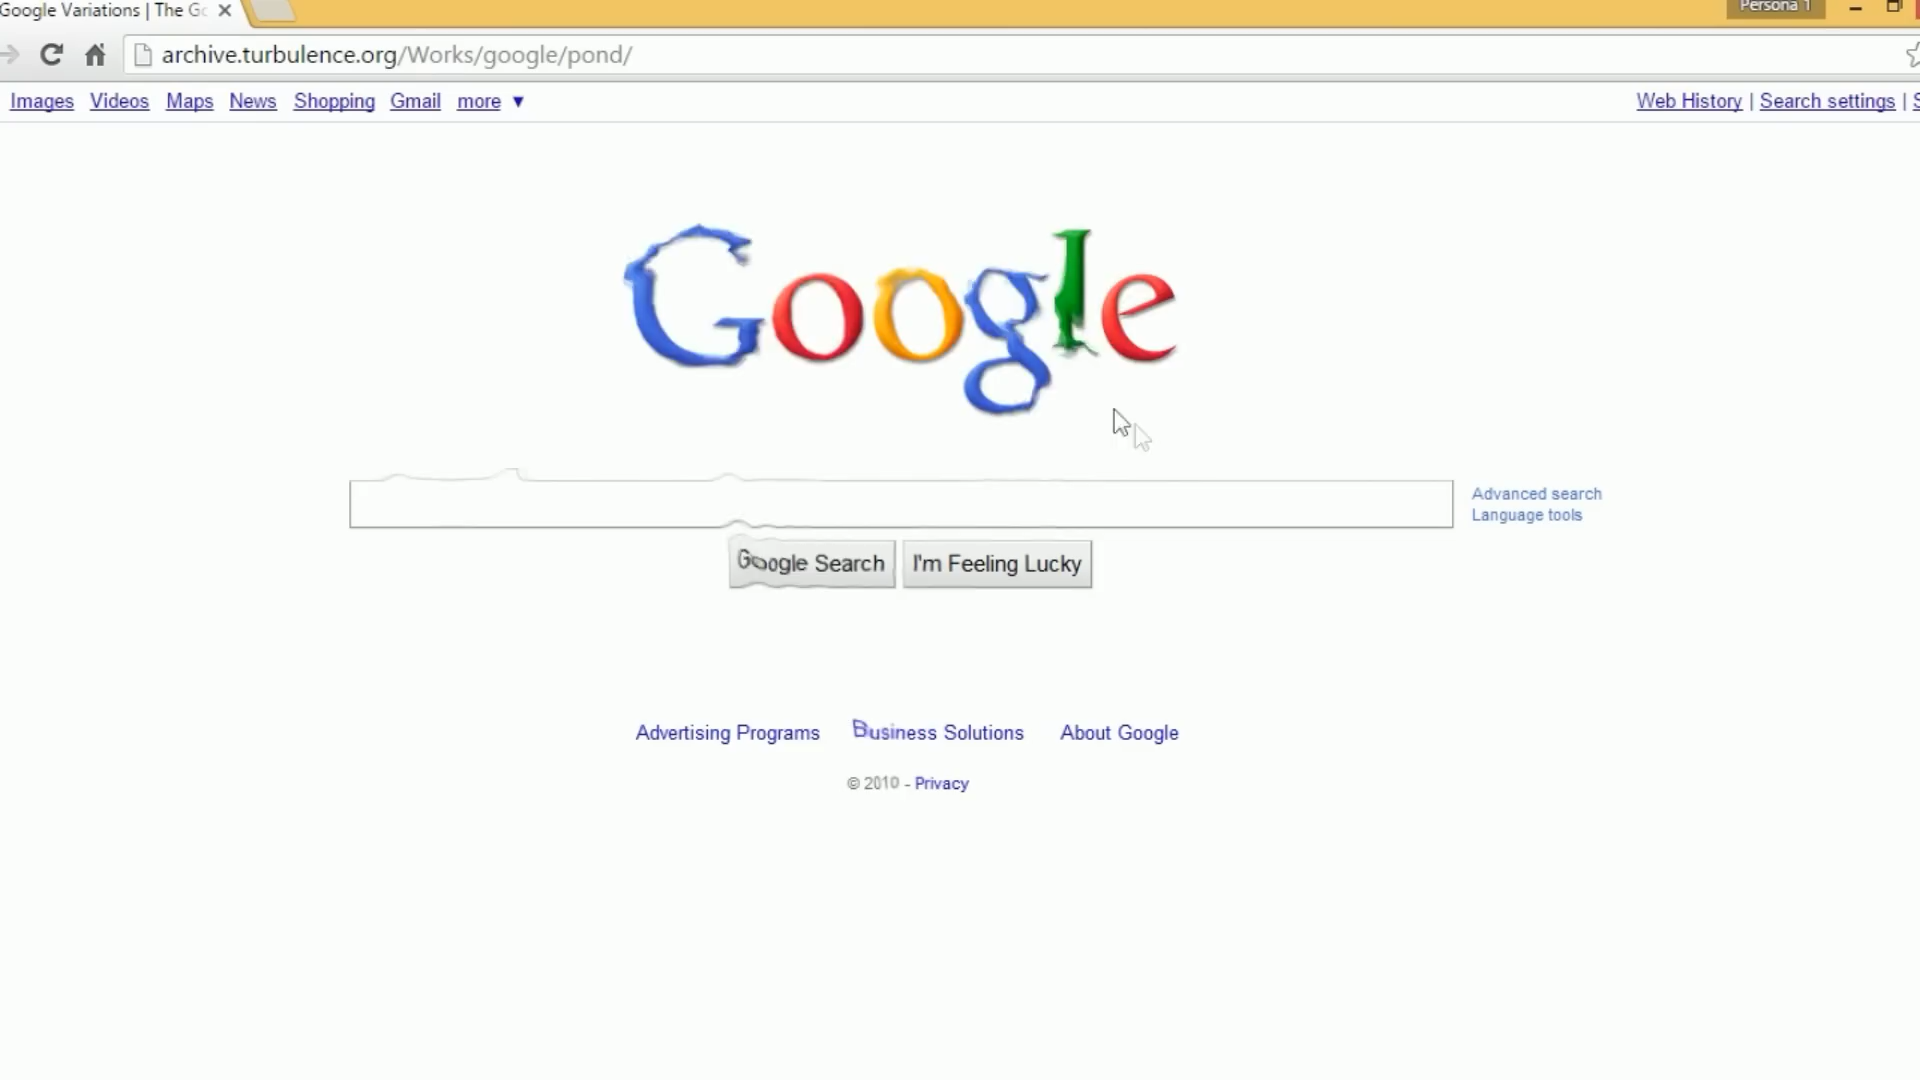 Google Variations | The Go
Persona 1
archive.turbulence.org/Works/google/pond/
Images Videos Maps News Shopping Gmail more ▼ Web History | Search settings | S
Google
Advanced search
Language tools
Google Search I'm Feeling Lucky
Advertising Programs Business Solutions About Google
© 2010 - Privacy